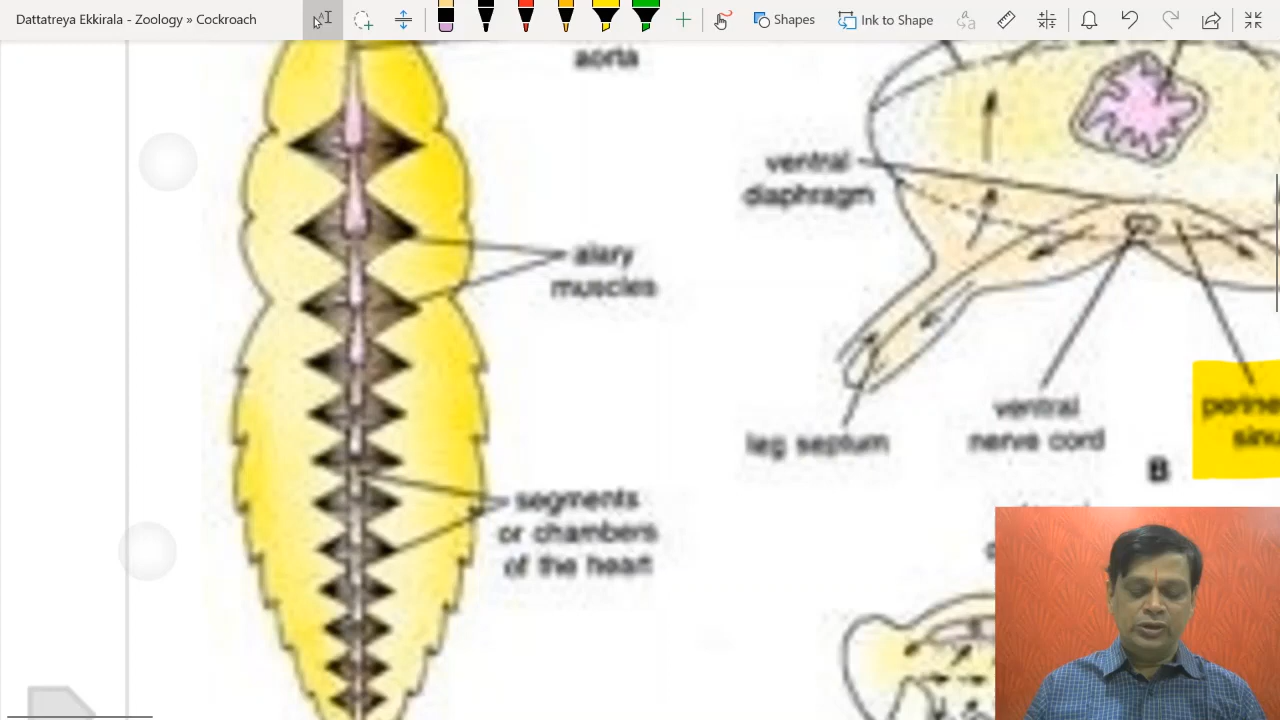 Dattatreya Ekkirala - Zoology » Cockroach
Shapes
Ink to Shape
aorta
ventral
diaphragm
alary
muscles
ventral
nerve cord
leg septum
B
segments
or chambers
of the heart